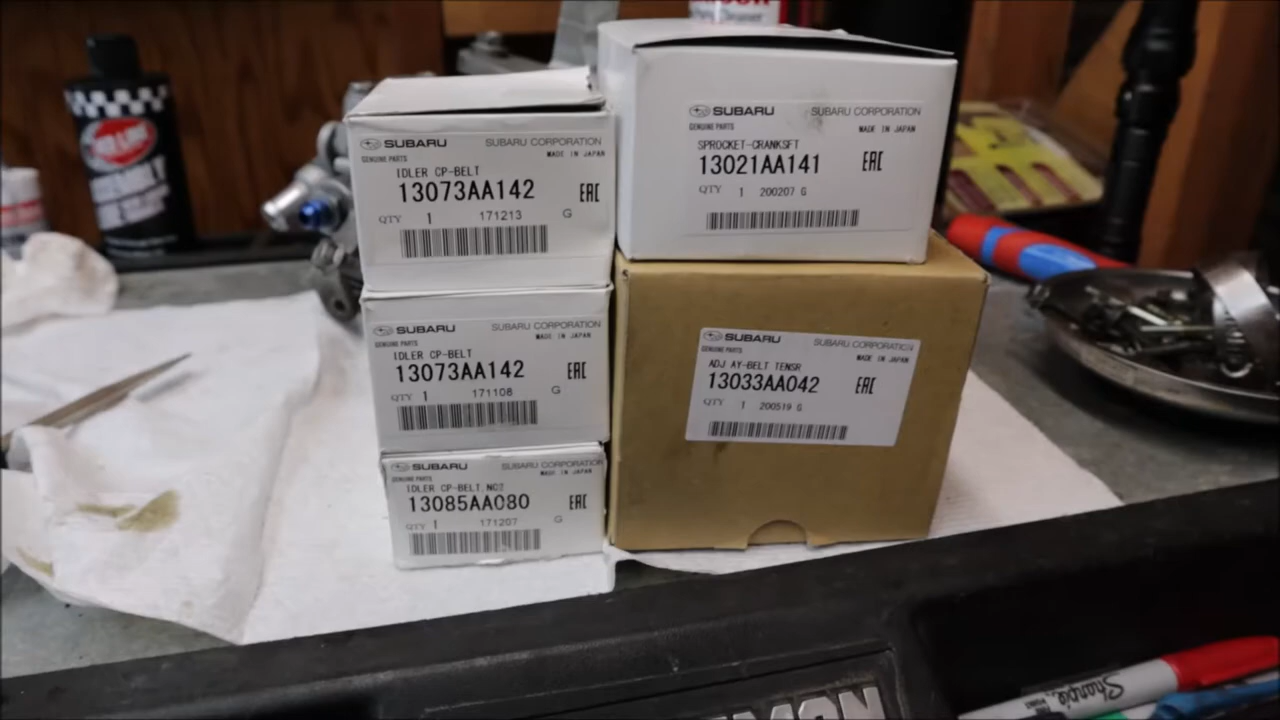 SUBARU SUBARU CORPORATION
GENUINE PARTS MADE IN JAPAN
IDLER CP-BELT
13073AA142 EAC
QTY 1 171213 G
SUBARU SUBARU CORPORATION
GENUINE PARTS MADE IN JAPAN
IDLER CP-BELT
13073AA142 EAC
QTY 1 171108 G
SUBARU SUBARU CORPORATION
GENUINE PARTS MADE IN JAPAN
IDLER CP-BELT,NO2
13085AA080 EAC
QTY 1 171207 G
SUBARU SUBARU CORPORATION
GENUINE PARTS MADE IN JAPAN
SPROCKET-CRANKSFT
13021AA141 EAC
QTY 1 200207 G
SUBARU SUBARU CORPORATION
GENUINE PARTS MADE IN JAPAN
ADJ AY-BELT TENSR
13033AA042 EAC
QTY 1 200519 G
Sharpie